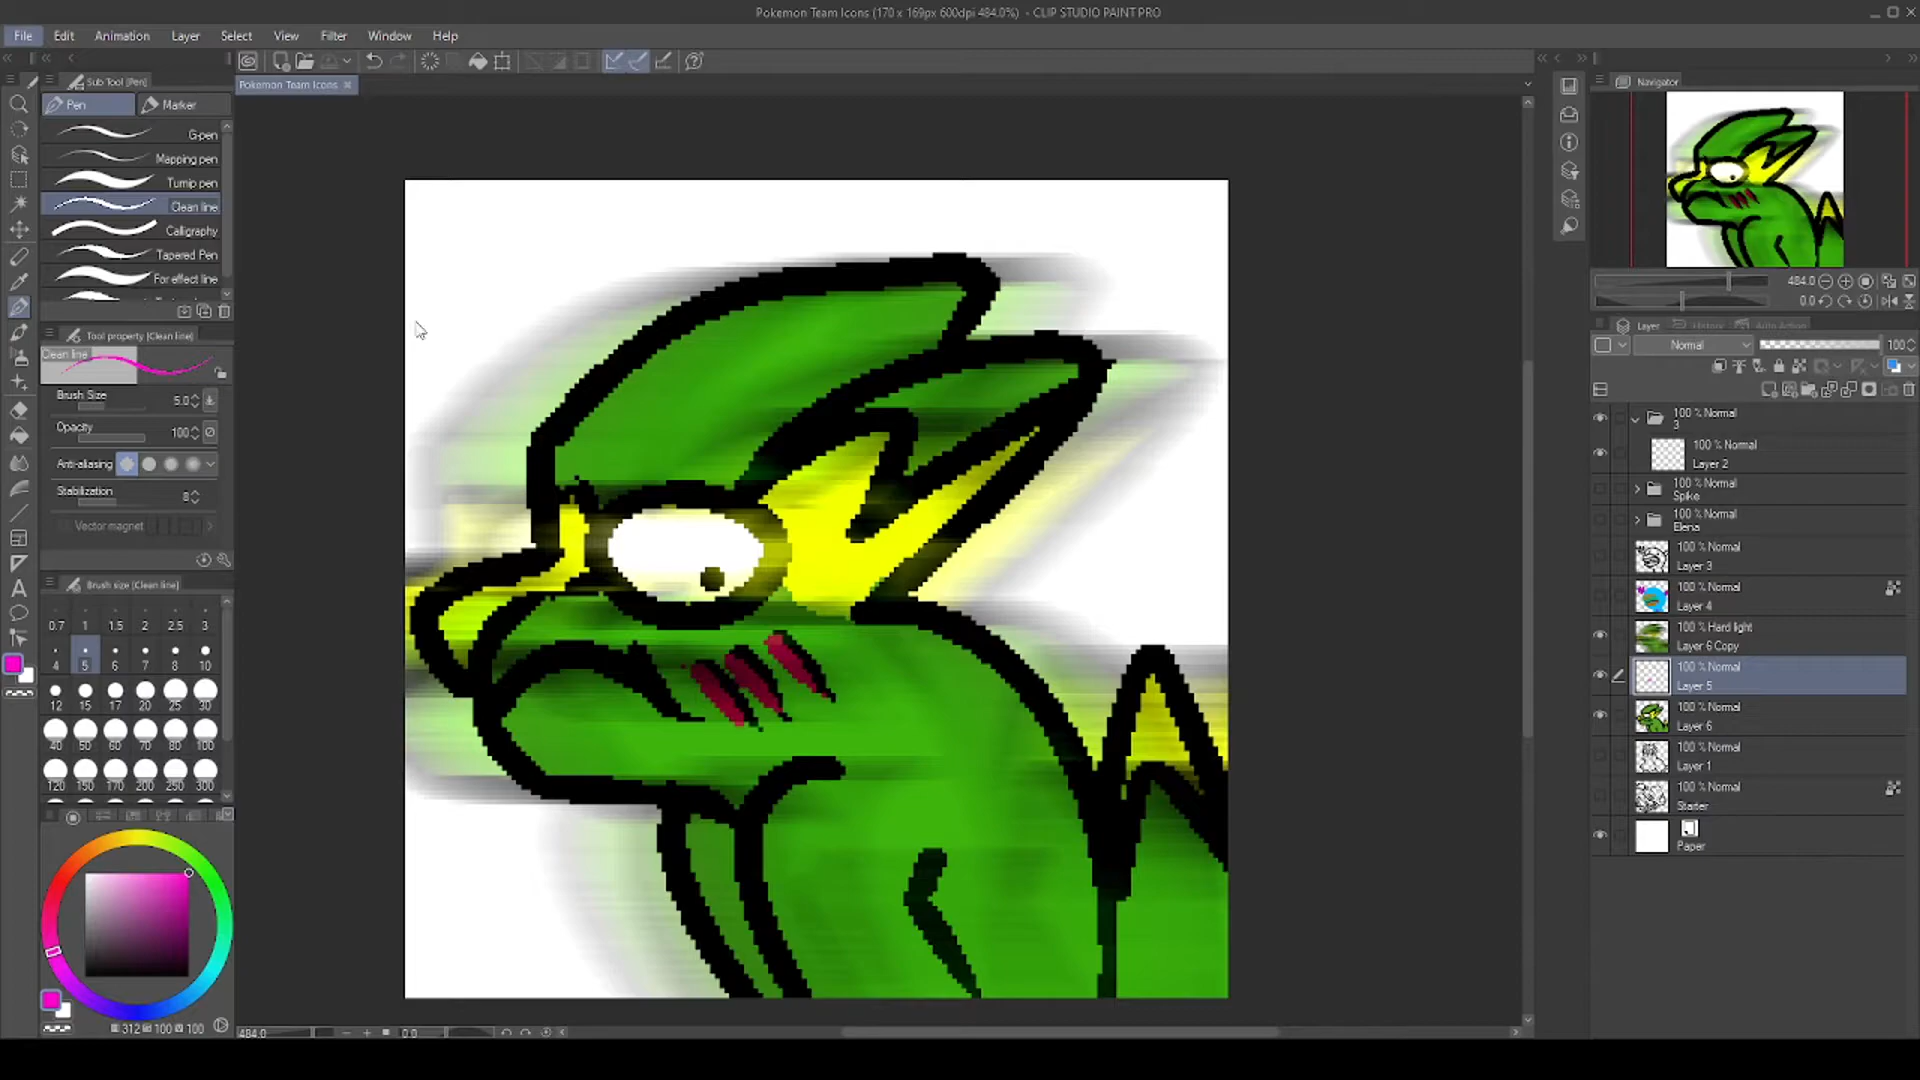 Pokemon Team Icons (170 x 169px 600dpi 484.0%) - CLIP STUDIO PAINT PRO
File Edit Animation Layer Select View Filter Window Help
Sub Tool [Pen]
Pokemon Team Icons
Navigator
Pen Marker
G-pen
Mapping pen
Turnip pen
Clean line
Calligraphy
Tapered Pen
For effect line
Tool property [Clean line]
Clean line
Brush Size 5.0
Opacity 100
Anti-aliasing
Stabilization 8
Vector magnet
Brush size [Clean line]
0.7 1 1.5 2 2.5 3
4 5 6 7 8 10
12 15 17 20 25 30
40 50 60 70 80 100
120 150 170 200 250 300
312 100 100
484.0 0.0
484.0
0.0
Layer History Auto Action
Normal 100
100 % Normal
3
100 % Normal
Layer 2
100 % Normal
Spike
100 % Normal
Elena
100 % Normal
Layer 3
100 % Normal
Layer 4
100 % Hard light
Layer 6 Copy
100 % Normal
Layer 5
100 % Normal
Layer 6
100 % Normal
Layer 1
100 % Normal
Starter
Paper